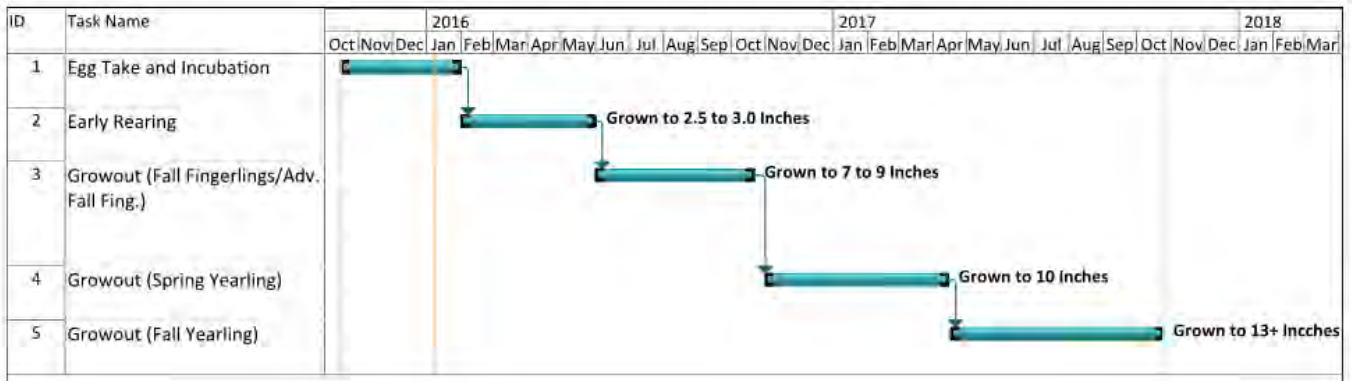 ID Task Name 2016 2017 2018
Oct Nov Dec Jan Feb Mar Apr May Jun Jul Aug Sep Oct Nov Dec Jan Feb Mar Apr May Jun Jul Aug Sep Oct Nov Dec Jan Feb Mar
1 Egg Take and Incubation
2 Early Rearing Grown to 2.5 to 3.0 Inches
3 Growout (Fall Fingerlings/Adv. Grown to 7 to 9 Inches
Fall Fing.)
4 Growout (Spring Yearling) Grown to 10 Inches
5 Growout (Fall Yearling) Grown to 13+ Incches